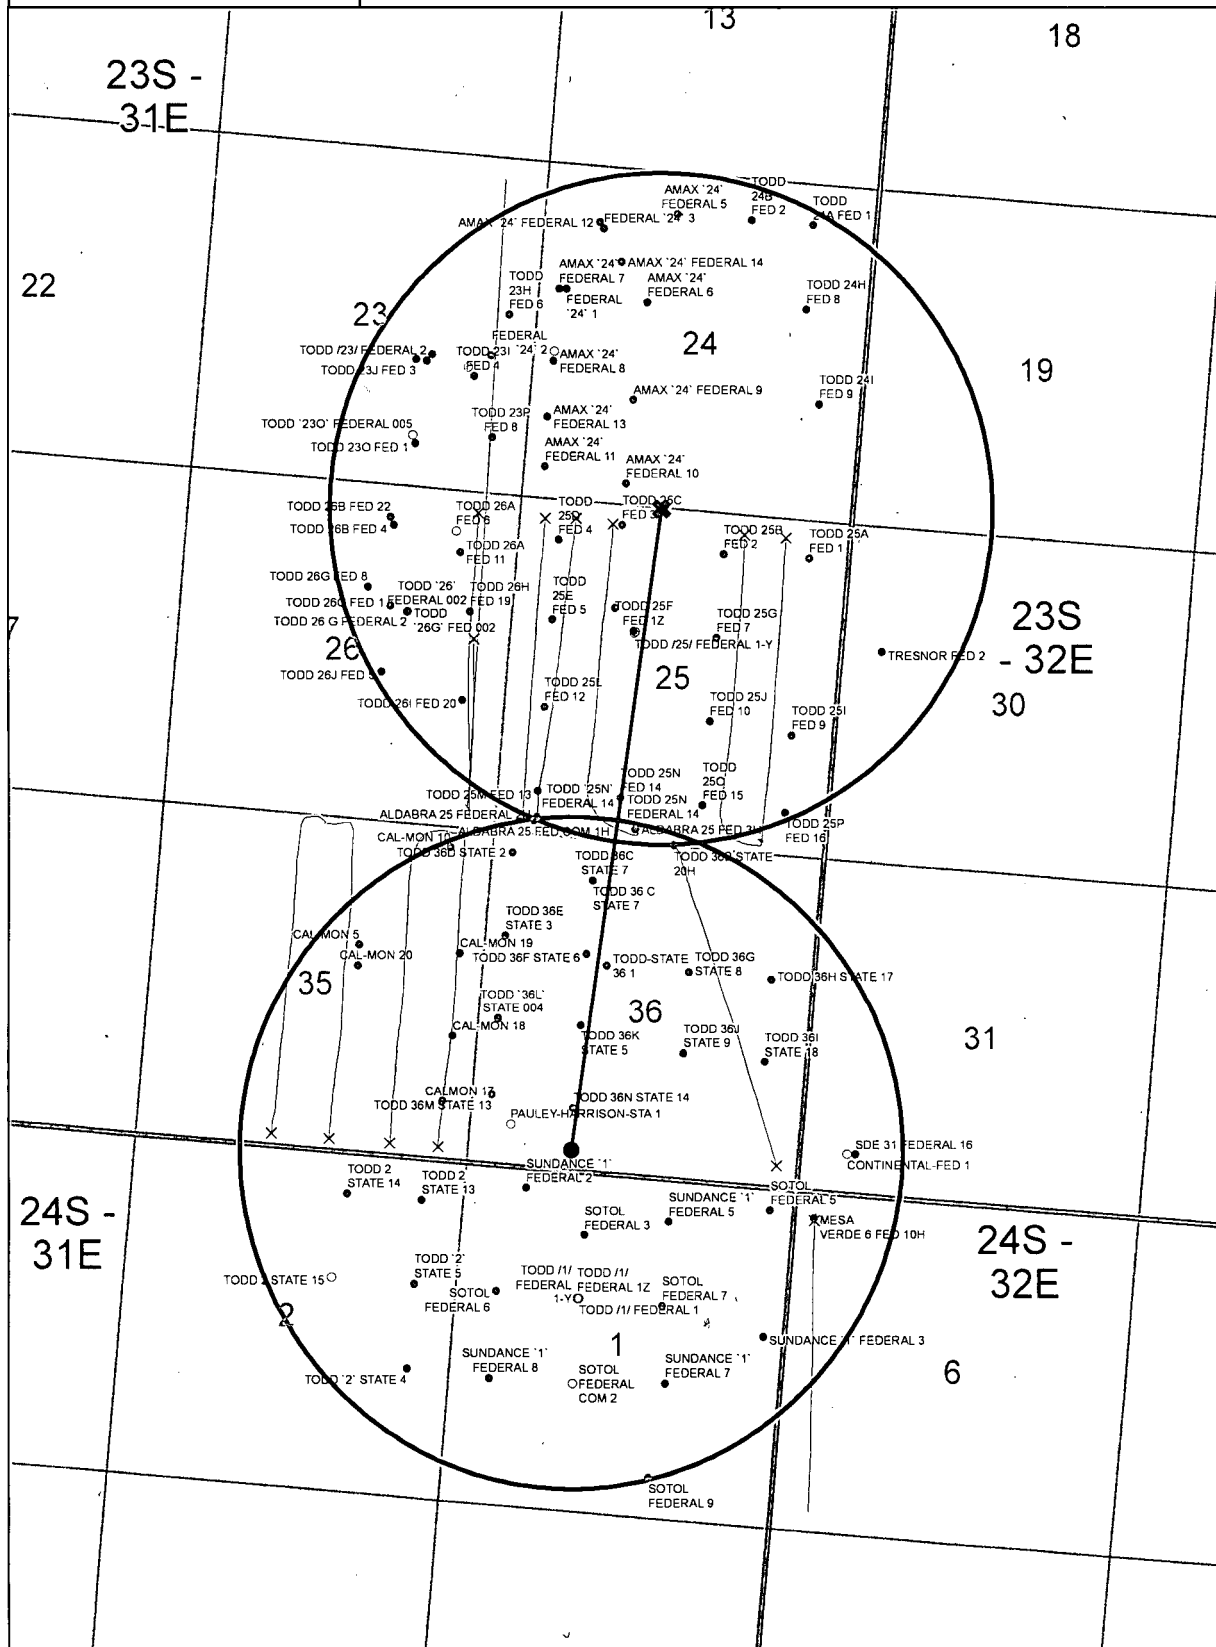 13
18
23S -
31E
AMAX '24'
FEDERAL 5
TODD
24B
FED 2
TODD
24A FED 1
AMAX '24' FEDERAL 12
FEDERAL '24' 3
22
AMAX '24'
FEDERAL 7
AMAX '24' FEDERAL 14
TODD
23H
FED 6
AMAX '24'
FEDERAL 6
TODD 24H
FED 8
FEDERAL
'24' 1
23
FEDERAL
'24' 2
24
TODD /23/ FEDERAL 2
TODD 23I
FED 4
AMAX '24'
FEDERAL 8
TODD 23J FED 3
19
AMAX '24' FEDERAL 9
TODD 24I
FED 9
TODD '23O' FEDERAL 005
TODD 23P
FED 8
AMAX '24'
FEDERAL 13
TODD 23O FED 1
AMAX '24'
FEDERAL 11
AMAX '24'
FEDERAL 10
TODD 26B FED 22
TODD 26A
FED 6
TODD
25D
FED 4
TODD 25C
FED 3
TODD 26B FED 4
TODD 25B
FED 2
TODD 25A
FED 1
TODD 26A
FED 11
TODD 26G FED 8
TODD '26'
FEDERAL 002
TODD 26H
FED 19
TODD
25E
FED 5
TODD 26G FED 1
TODD 26 G FEDERAL 2
TODD
'26G' FED 002
TODD 25F
FED 1Z
TODD 25G
FED 7
23S
- 32E
7
26
TODD /25/ FEDERAL 1-Y
TRESNOR FED 2
TODD 26J FED 5
25
TODD 25L
FED 12
TODD 26I FED 20
TODD 25J
FED 10
TODD 25I
FED 9
30
TODD 25N
FED 14
TODD
25O
FED 15
TODD 25M FED 13
TODD '25N'
FEDERAL 14
TODD 25N
FEDERAL 14
ALDABRA 25 FEDERAL
TODD 25P
FED 16
CAL-MON 10
ALDABRA 25 FED COM 1H
ALDABRA 25 FED
TODD 36D STATE 2
TODD 36C
STATE 7
TODD 36B STATE
20H
TODD 36 C
STATE 7
TODD 36E
STATE 3
CAL-MON 5
CAL-MON 19
CAL-MON 20
TODD 36F STATE 6
TODD-STATE
36 1
TODD 36G
STATE 8
TODD 36H STATE 17
35
TODD '36L'
STATE 004
36
CAL-MON 18
TODD 36K
STATE 5
TODD 36J
STATE 9
TODD 36I
STATE 18
31
CALMON 17
TODD 36M STATE 13
TODD 36N STATE 14
PAULEY-HARRISON-STA 1
SDE 31 FEDERAL 16
CONTINENTAL-FED 1
SUNDANCE '1'
FEDERAL 2
TODD 2
STATE 14
TODD 2
STATE 13
SOTOL
FEDERAL 5
SUNDANCE '1'
FEDERAL 5
24S -
31E
SOTOL
FEDERAL 3
MESA
VERDE 6 FED 10H
24S -
32E
TODD 2 STATE 15
TODD '2'
STATE 5
TODD /1/
FEDERAL
1-Y
TODD /1/
FEDERAL 1Z
SOTOL
FEDERAL 7
SOTOL
FEDERAL 6
TODD /1/ FEDERAL 1
2
1
SUNDANCE '1' FEDERAL 3
SUNDANCE '1'
FEDERAL 8
SUNDANCE '1'
FEDERAL 7
TODD '2' STATE 4
SOTOL
FEDERAL
COM 2
6
SOTOL
FEDERAL 9